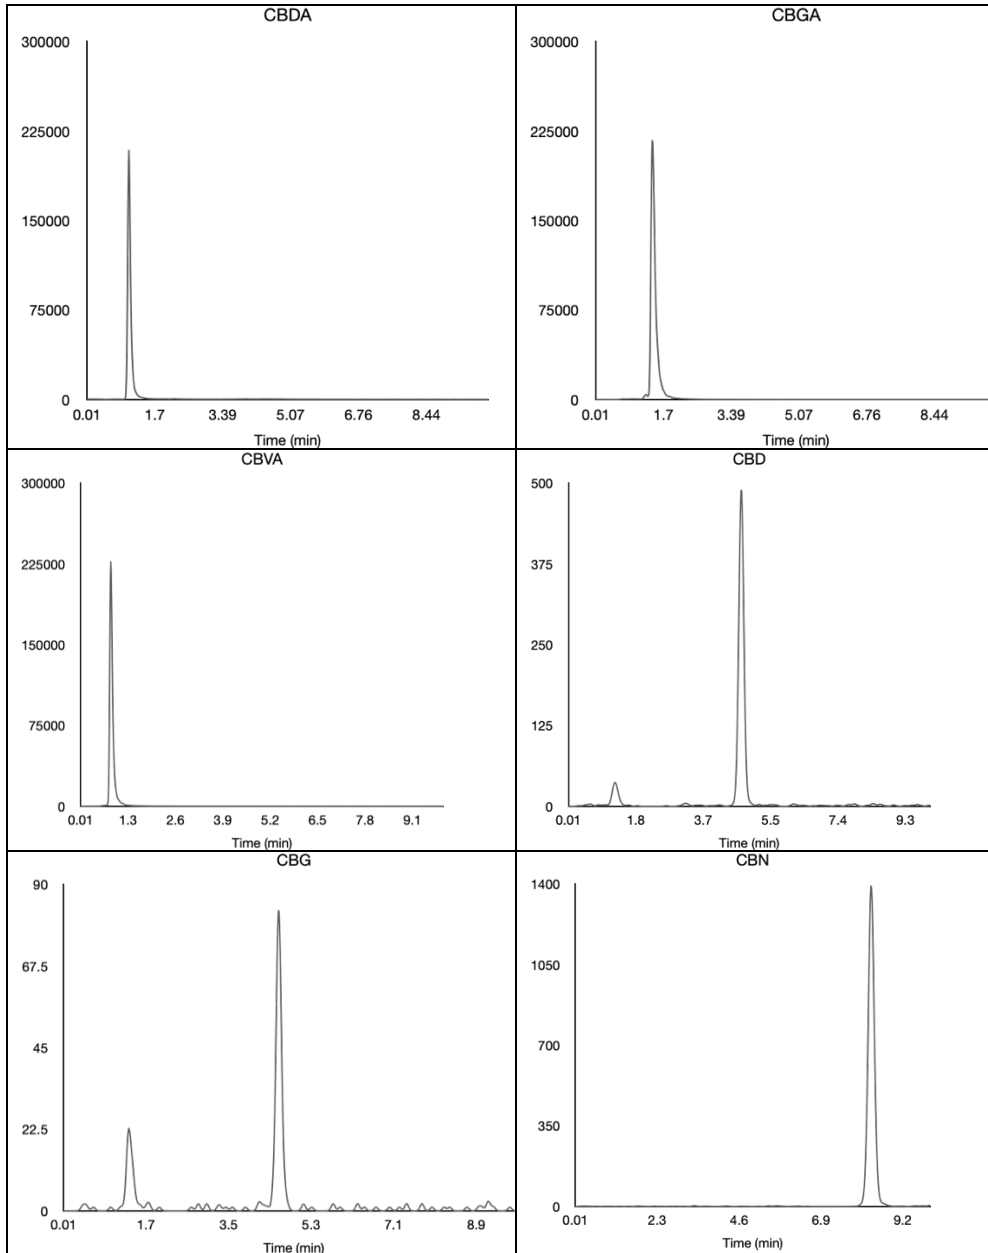 CBDA
300000
225000
150000
75000
0
0.01 1.7 3.39 5.07 6.76 8.44
Time (min)
CBGA
300000
225000
150000
75000
0
0.01 1.7 3.39 5.07 6.76 8.44
Time (min)
CBVA
300000
225000
150000
75000
0
0.01 1.3 2.6 3.9 5.2 6.5 7.8 9.1
Time (min)
CBD
500
375
250
125
0
0.01 1.8 3.7 5.5 7.4 9.3
Time (min)
CBG
90
67.5
45
22.5
0
0.01 1.7 3.5 5.3 7.1 8.9
Time (min)
CBN
1400
1050
700
350
0
0.01 2.3 4.6 6.9 9.2
Time (min)